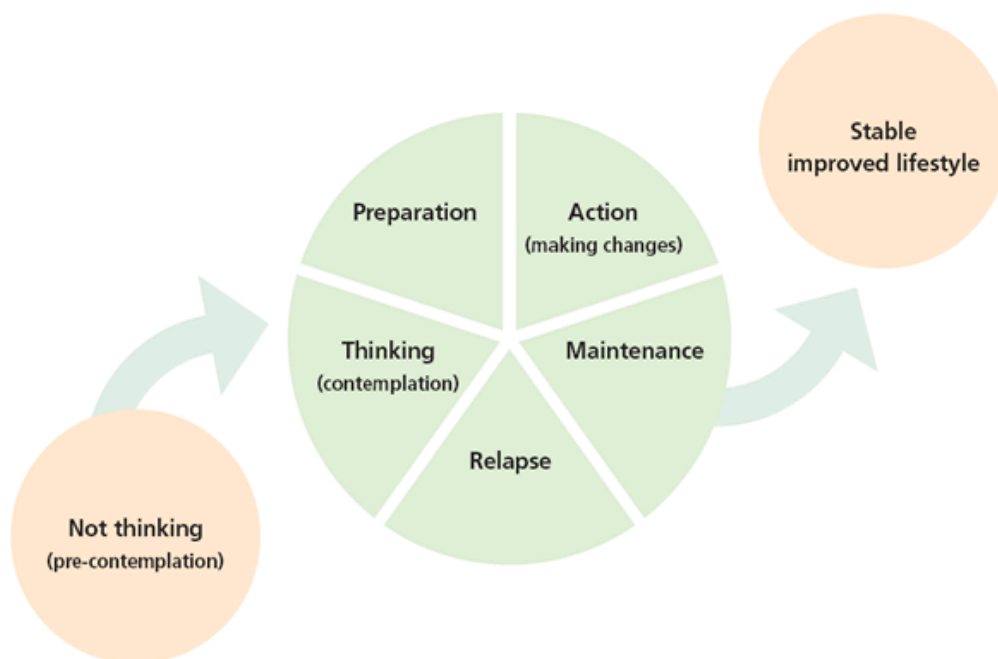 Stable
improved lifestyle
Preparation
Action
(making changes)
Thinking
(contemplation)
Maintenance
Relapse
Not thinking
(pre-contemplation)